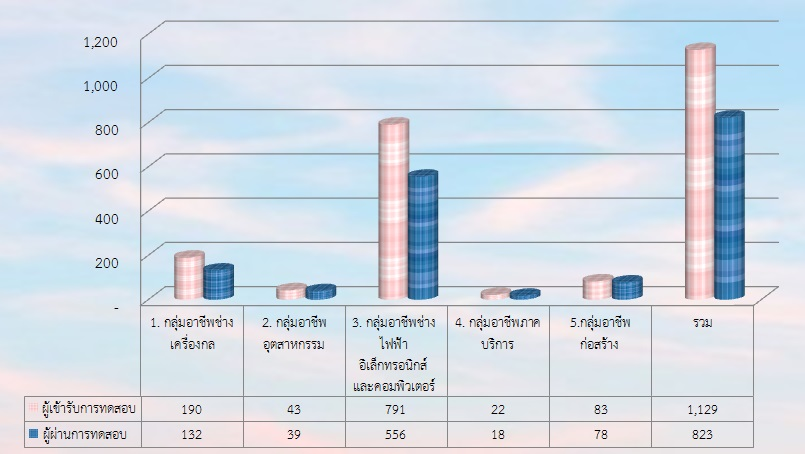 1,200
1,000
800
600
400
200
-
1. กลุ่มอาชีพช่าง
เครื่องกล
2. กลุ่มอาชีพ
อุตสาหกรรม
3. กลุ่มอาชีพช่าง
ไฟฟ้า
อิเล็กทรอนิกส์
และคอมพิวเตอร์
4. กลุ่มอาชีพภาค
บริการ
5.กลุ่มอาชีพ
ก่อสร้าง
รวม
ผู้เข้ารับการทดสอบ 190 43 791 22 83 1,129
ผู้ผ่านการทดสอบ 132 39 556 18 78 823